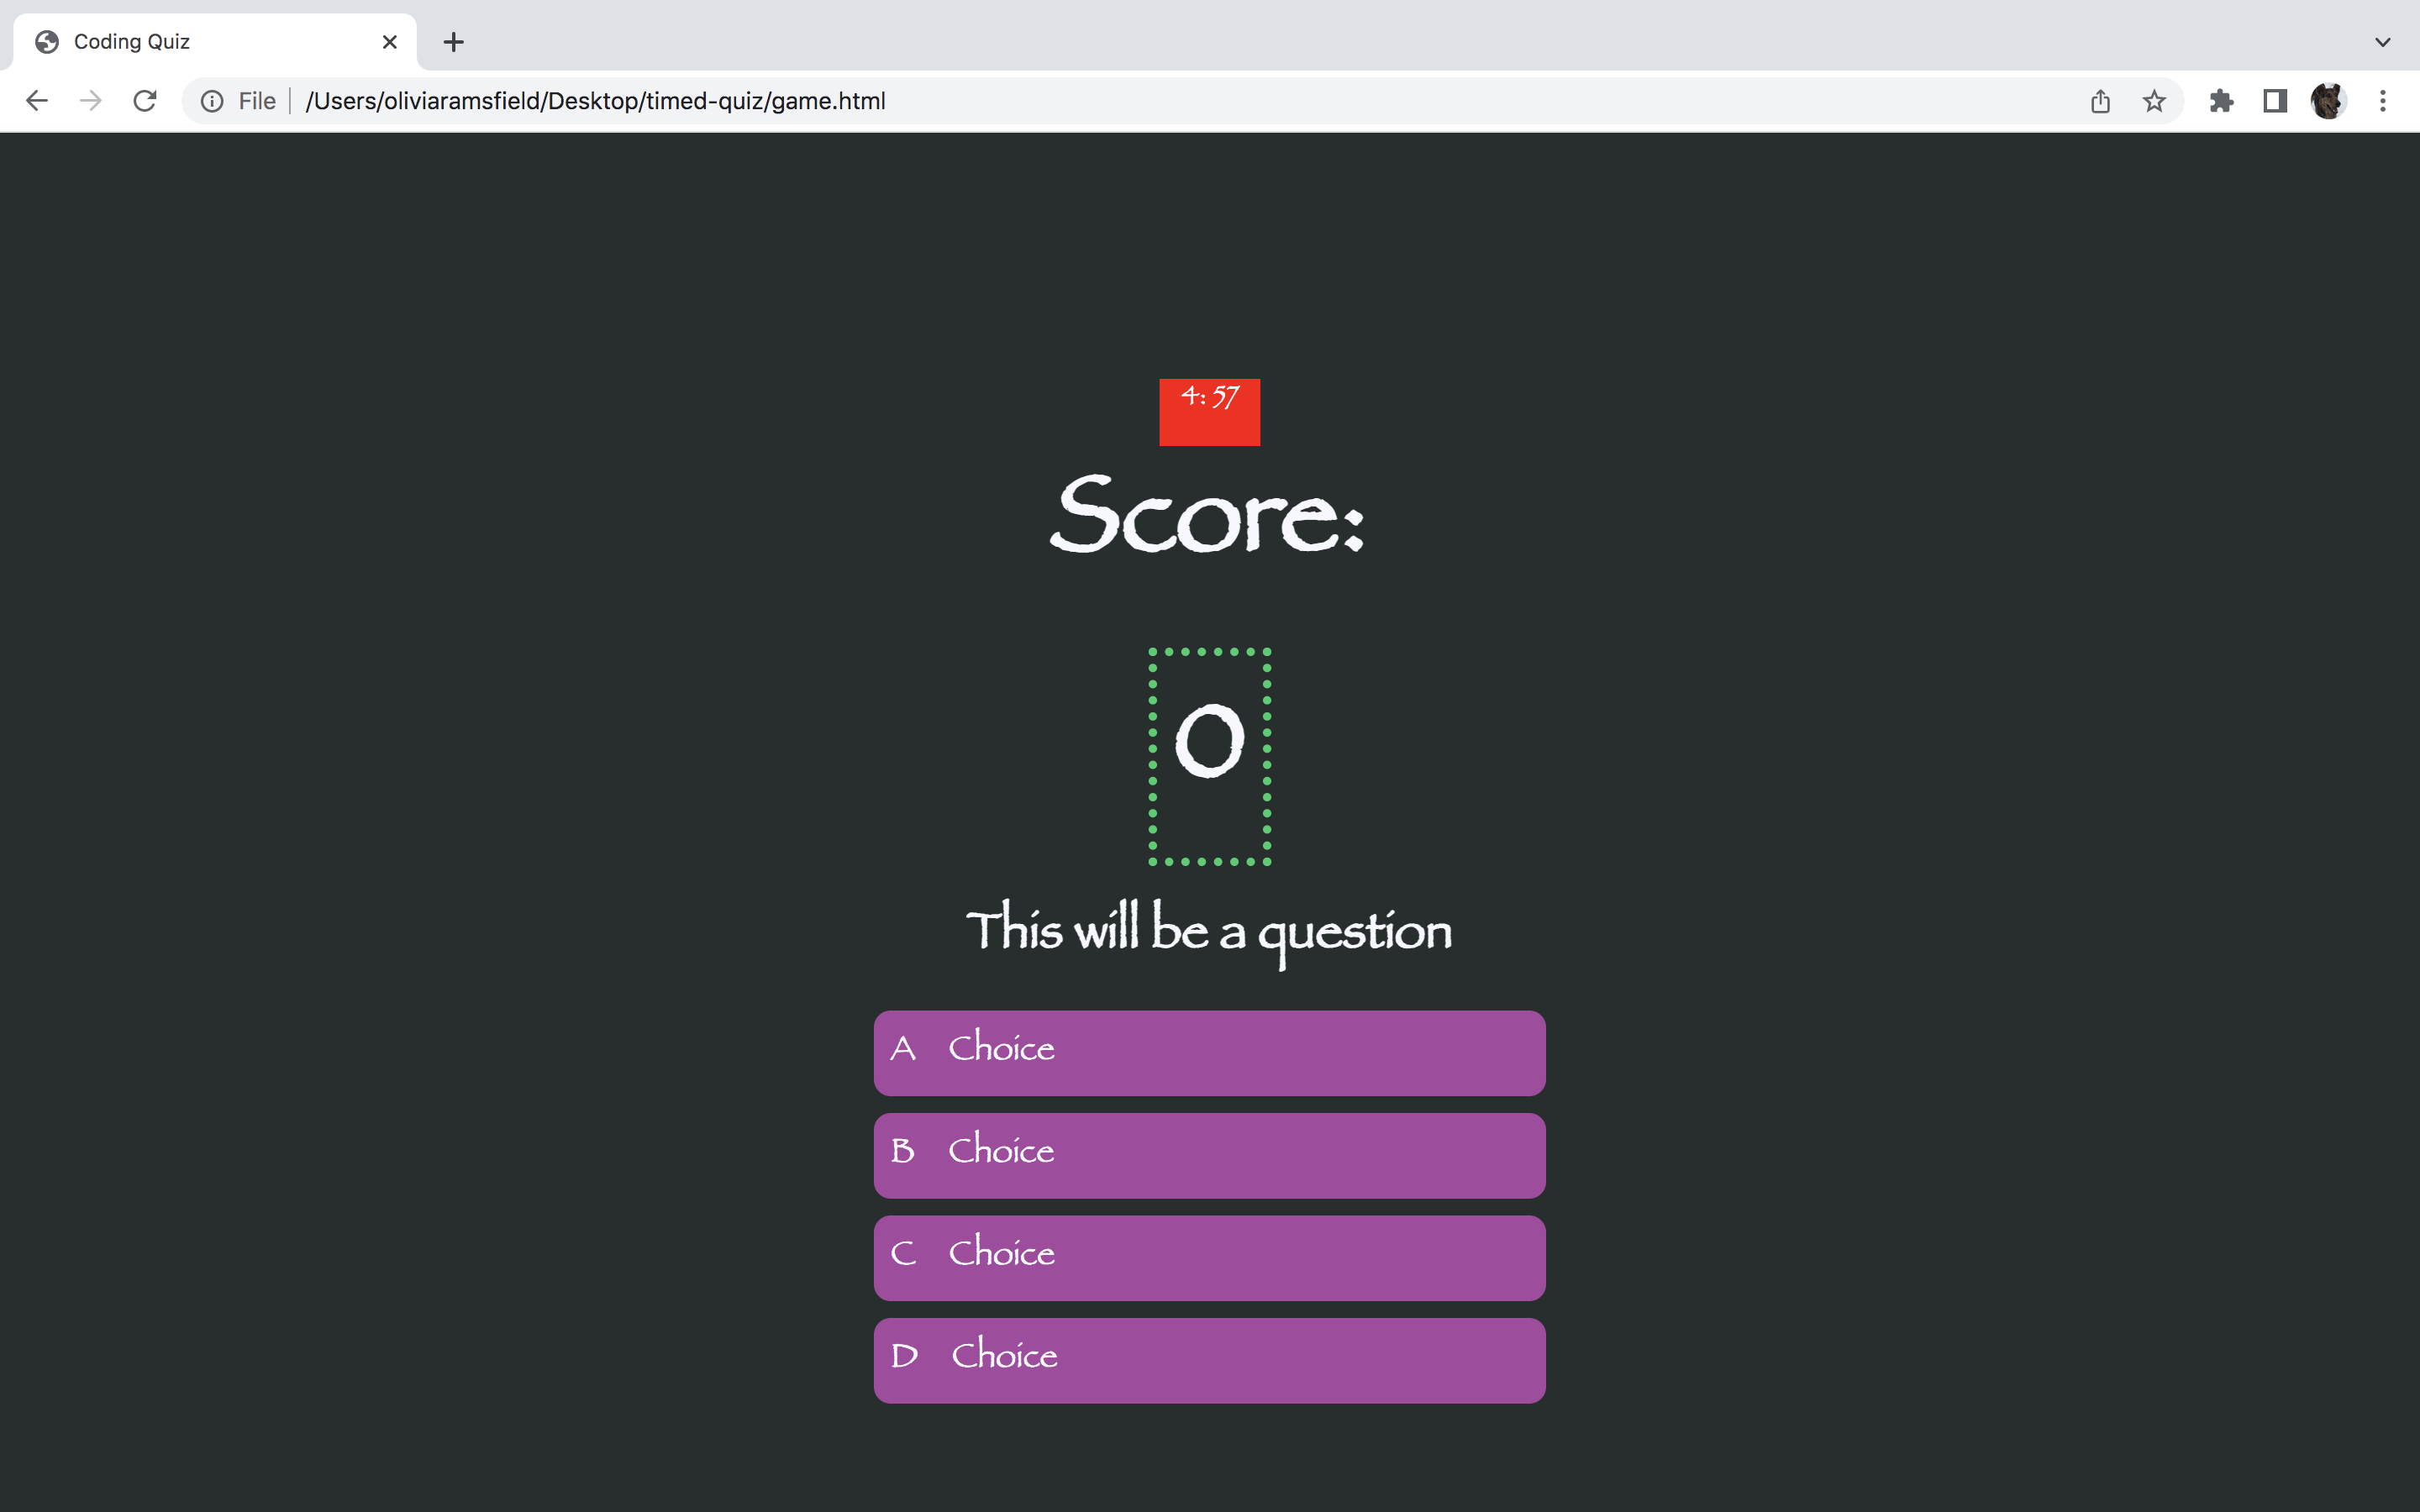 Coding Quiz
File | /Users/oliviaramsfield/Desktop/timed-quiz/game.html
4: 57
Score:
0
This will be a question
A Choice
B Choice
C Choice
D Choice